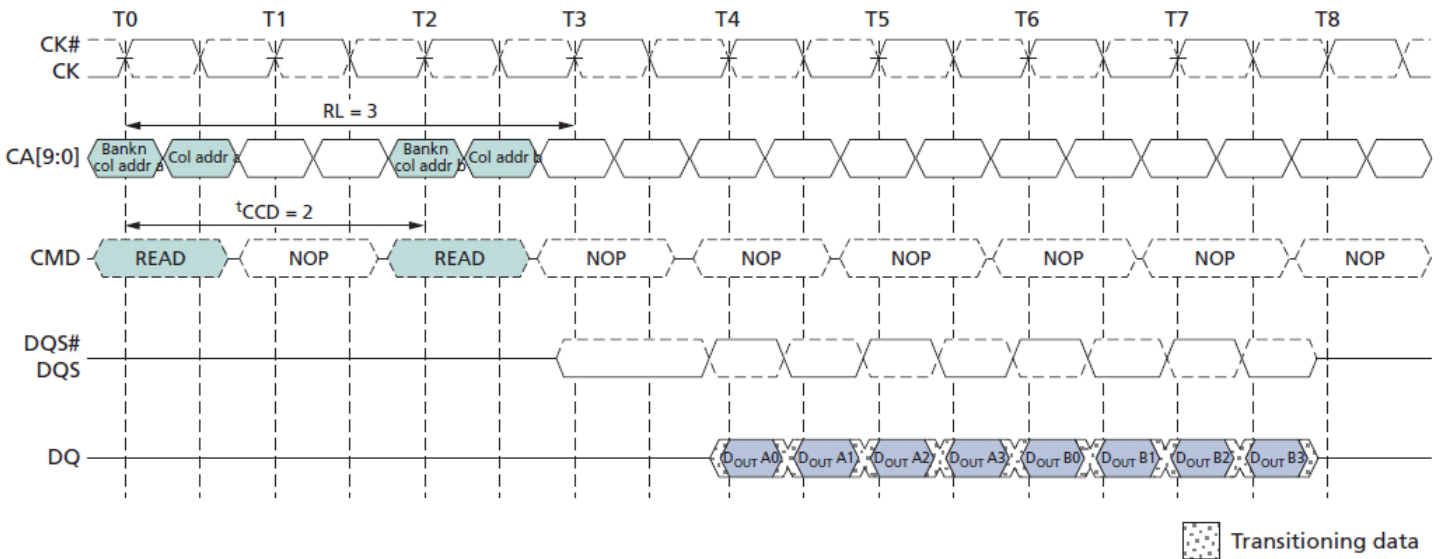 T0 T1 T2 T3 T4 T5 T6 T7 T8
CK#
CK
RL = 3
CA[9:0]
Bankn
col addr a
Col addr a
Bankn
col addr b
Col addr b
tCCD = 2
CMD READ NOP READ NOP NOP NOP NOP NOP NOP
DQS#
DQS
DQ DOUT A0 DOUT A1 DOUT A2 DOUT A3 DOUT B0 DOUT B1 DOUT B2 DOUT B3
Transitioning data